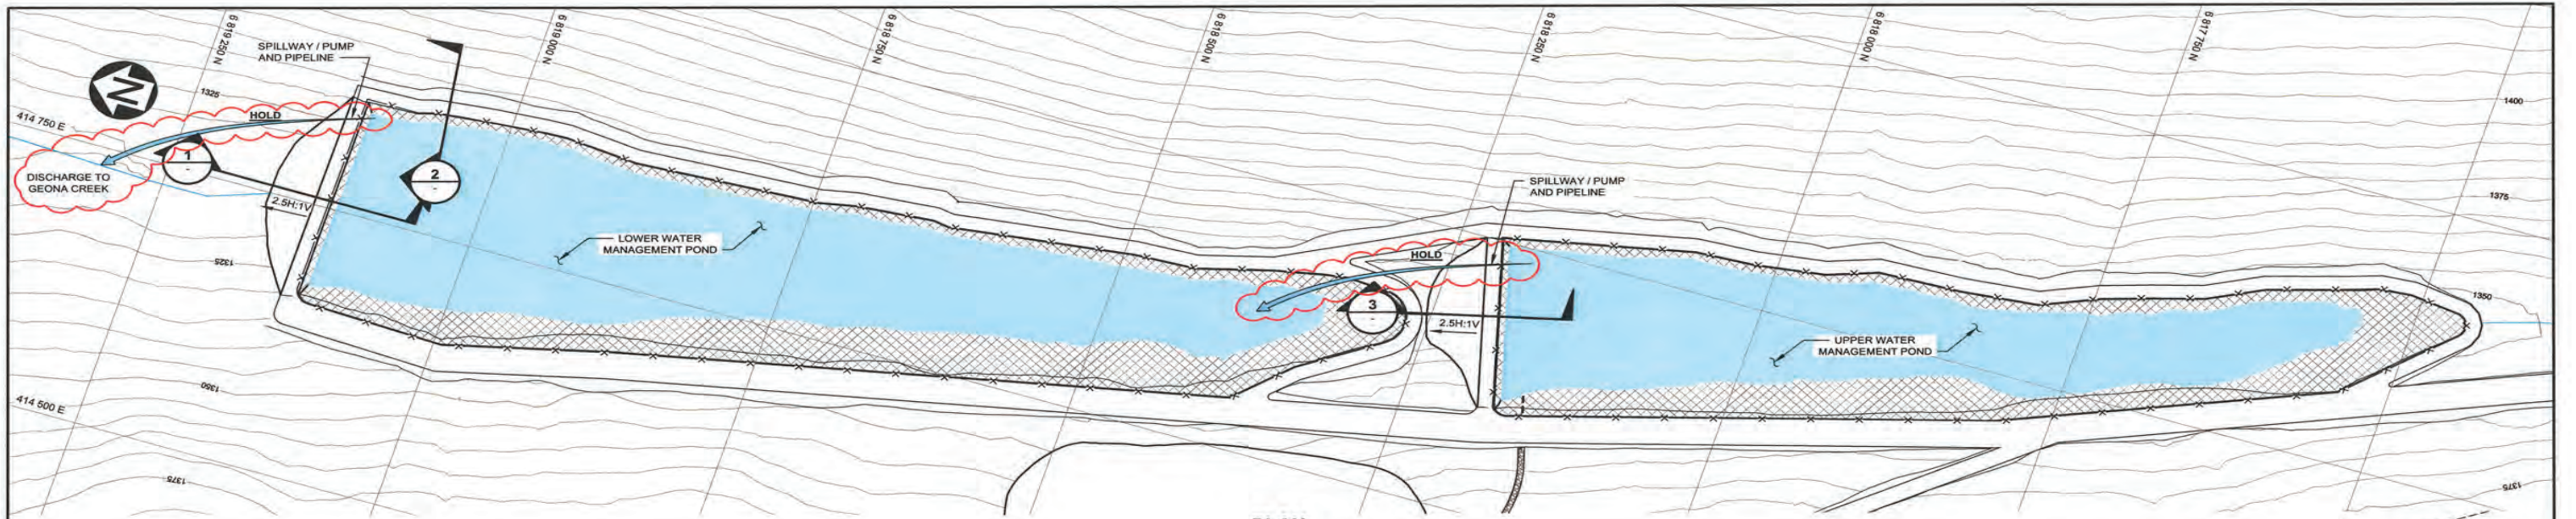 6 819 250 N
6 819 000 N
6 818 750 N
6 818 500 N
6 818 250 N
6 818 000 N
6 817 750 N
SPILLWAY / PUMP
AND PIPELINE
N
1325
1400
414 750 E
HOLD
1
-
2
-
DISCHARGE TO
GEONA CREEK
2.5H:1V
SPILLWAY / PUMP
AND PIPELINE
1375
LOWER WATER
MANAGEMENT POND
HOLD
1325
3
-
2.5H:1V
1350
UPPER WATER
MANAGEMENT POND
1350
414 500 E
1375
1375